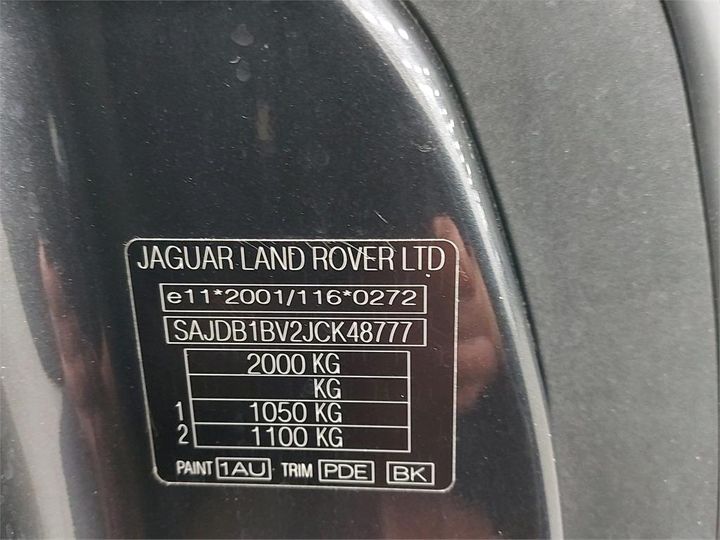 JAGUAR LAND ROVER LTD
e11*2001/116*0272
SAJDB1BV2JCK48777
2000 KG
KG
1 1050 KG
2 1100 KG
PAINT 1AU TRIM PDE BK